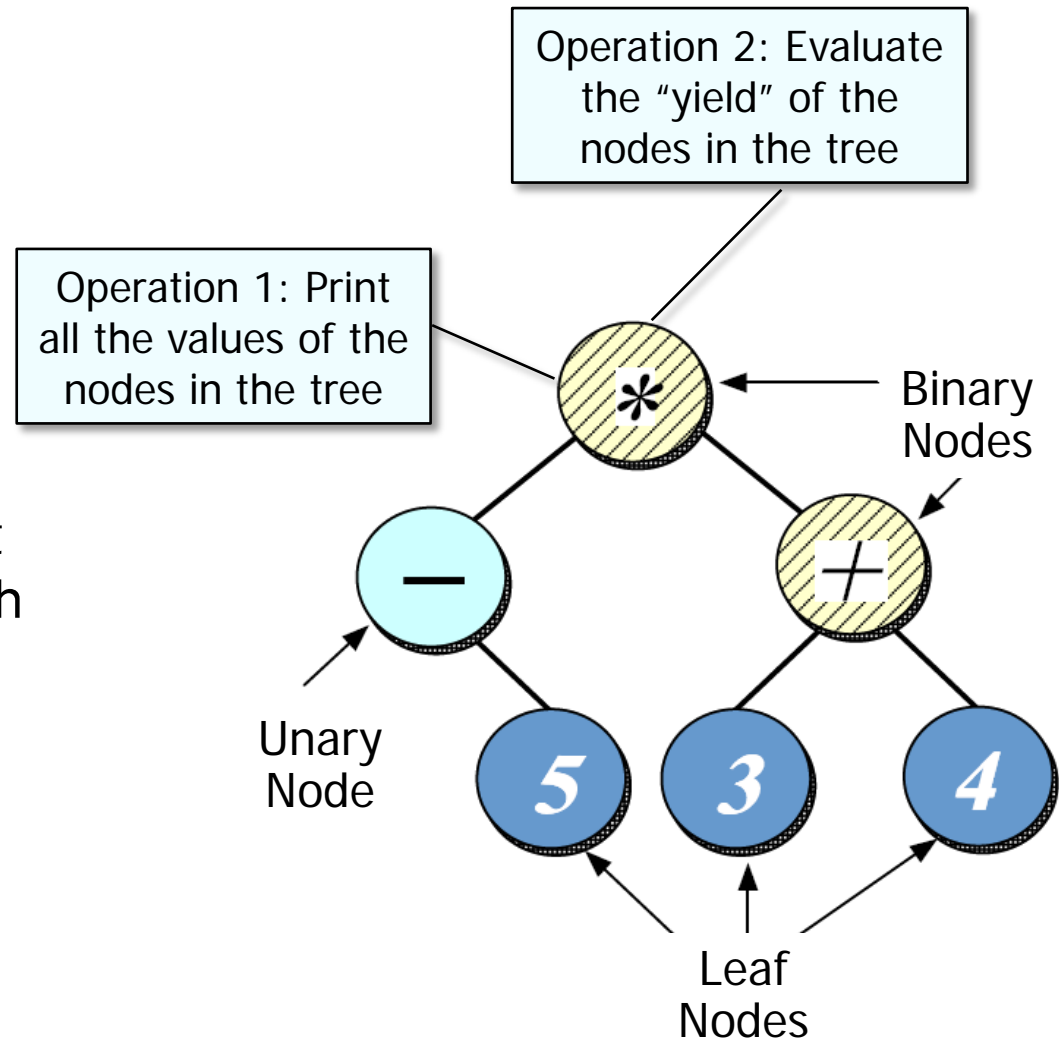 Operation 2: Evaluate
the “yield” of the
nodes in the tree
Operation 1: Print
all the values of the
nodes in the tree
*
Binary
Nodes
h
−
+
Unary
Node
5
3
4
Leaf
Nodes